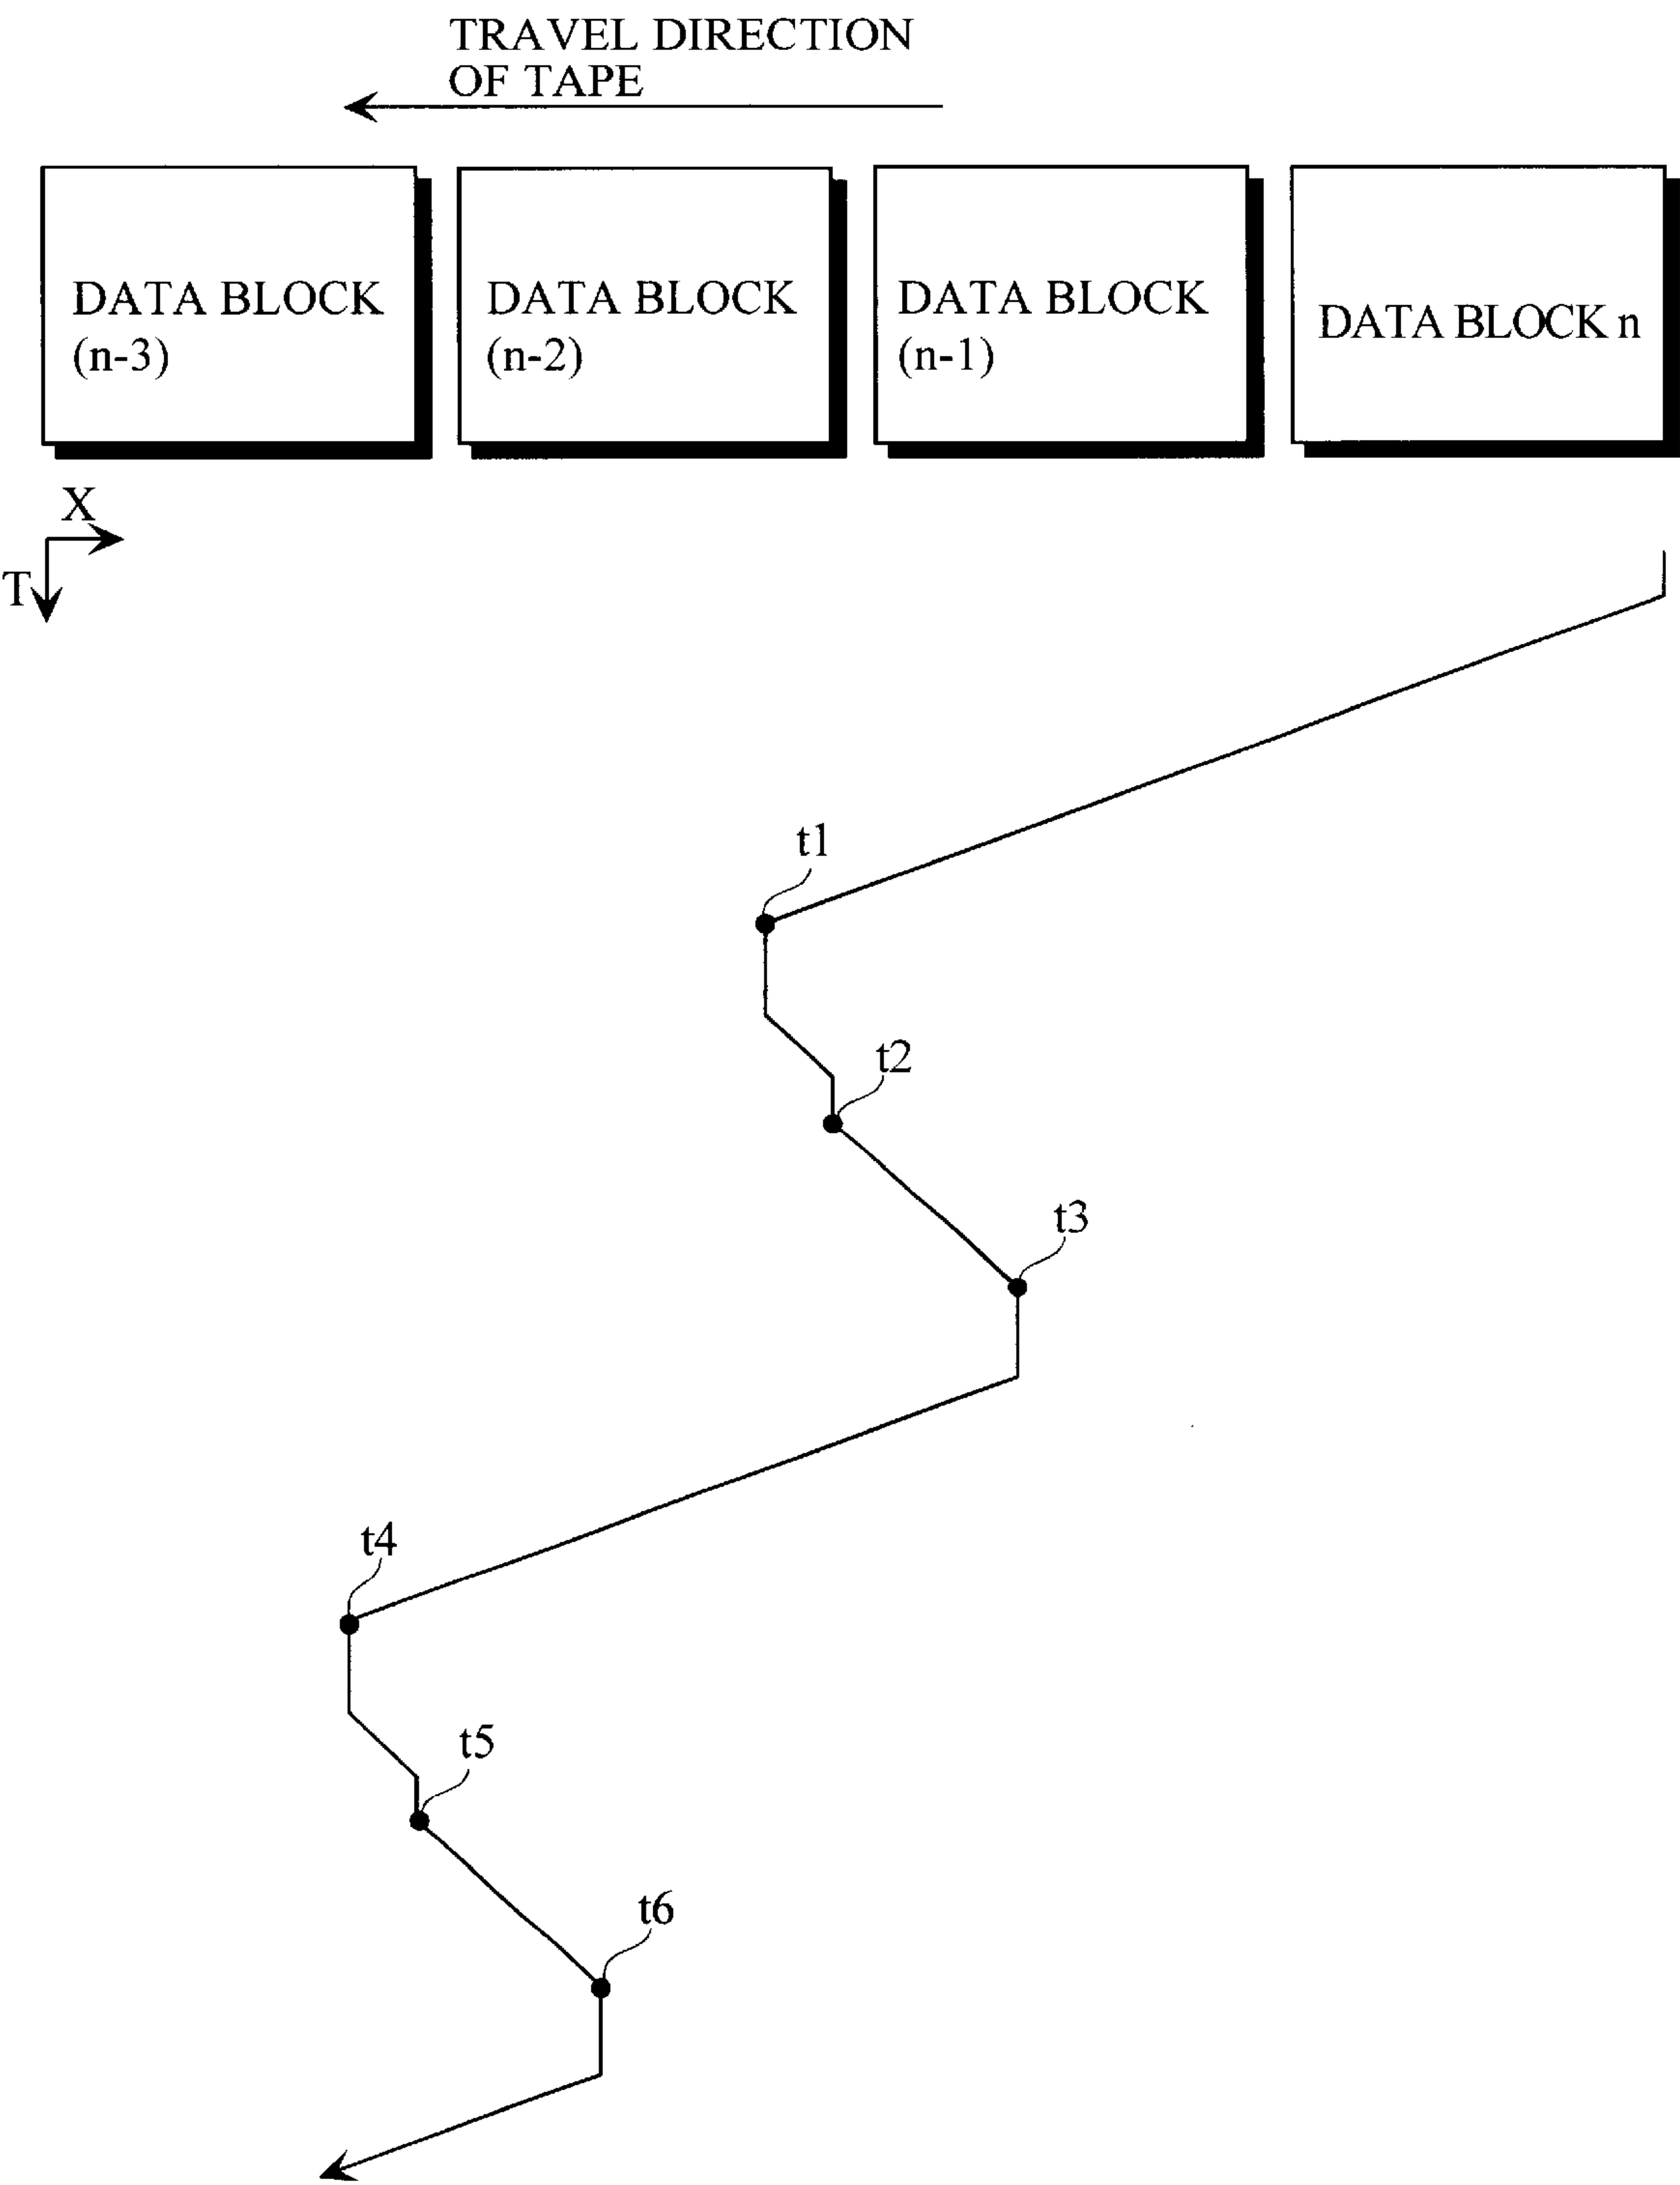 TRAVEL DIRECTION
OF TAPE
DATA BLOCK
(n-3)
DATA BLOCK
(n-2)
DATA BLOCK
(n-1)
DATA BLOCK n
X
T
t1
t2
t3
t4
t5
t6